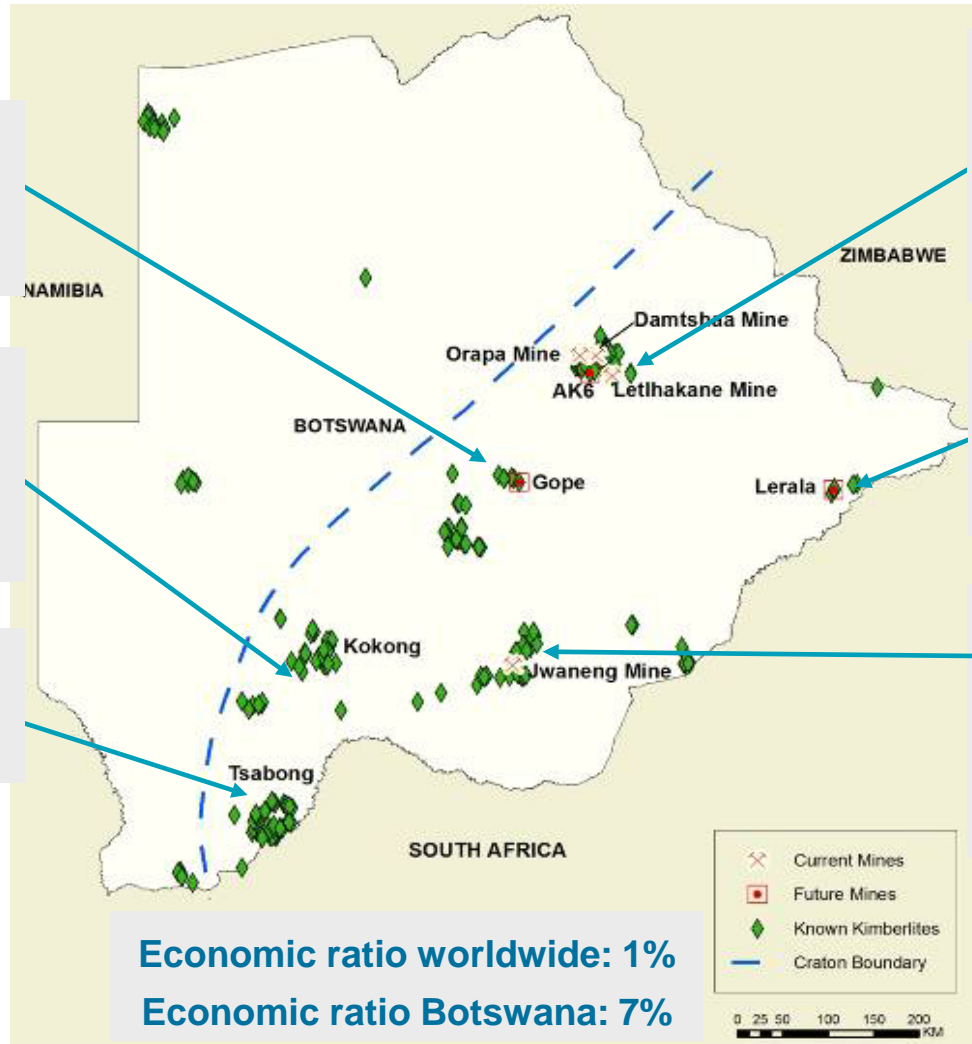 ZIMBABWE
NAMIBIA
Damtshaa Mine
Orapa Mine
AK6
Letlhakane Mine
BOTSWANA
Gope
Lerala
Kokong
Jwaneng Mine
Tsabong
SOUTH AFRICA
Current Mines
Future Mines
Known Kimberlites
Craton Boundary
Economic ratio worldwide: 1%
Economic ratio Botswana: 7%
0 25 50 100 150 200
KM